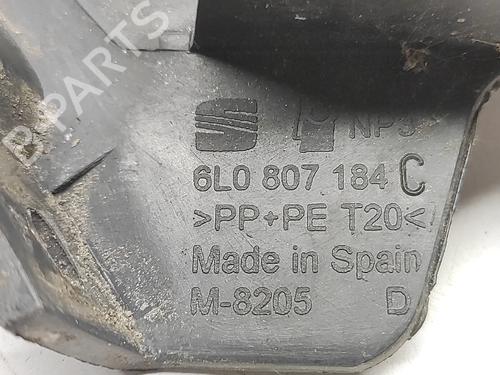 B-PARTS
NP3
6L0 807 184 C
>PP+PE T20<
Made in Spain
M-8205 D